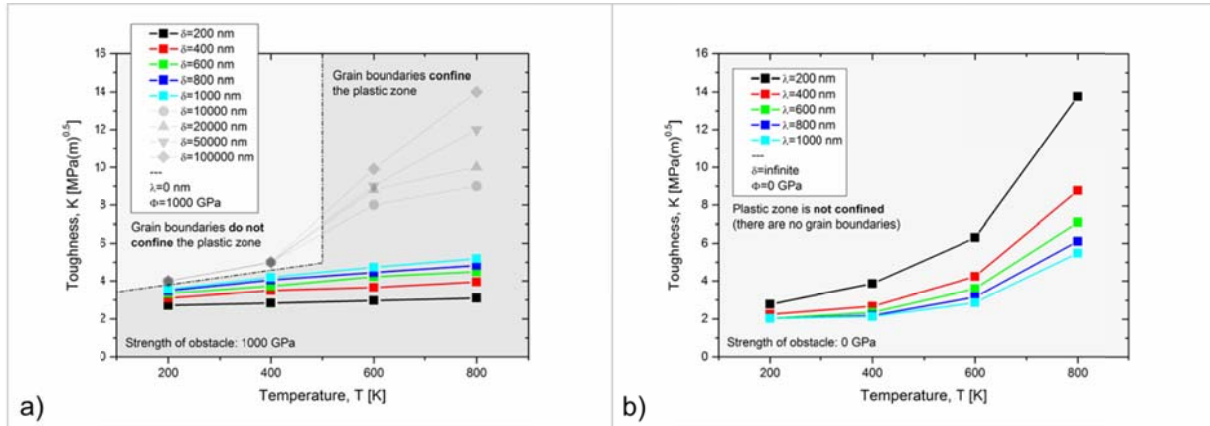 δ=200 nm
δ=400 nm
δ=600 nm
δ=800 nm
δ=1000 nm
δ=10000 nm
δ=20000 nm
δ=50000 nm
δ=100000 nm
---
λ=0 nm
Φ=1000 GPa
Grain boundaries confine
the plastic zone
Grain boundaries do not
confine the plastic zone
Strength of obstacle: 1000 GPa
Toughness, K [MPa(m)^0.5]
16
14
12
10
8
6
4
2
0
200
400
600
800
Temperature, T [K]
a)
λ=200 nm
λ=400 nm
λ=600 nm
λ=800 nm
λ=1000 nm
---
δ=infinite
Φ=0 GPa
Plastic zone is not confined
(there are no grain boundaries)
Strength of obstacle: 0 GPa
Toughness, K [MPa(m)^0.5]
16
14
12
10
8
6
4
2
0
200
400
600
800
Temperature, T [K]
b)